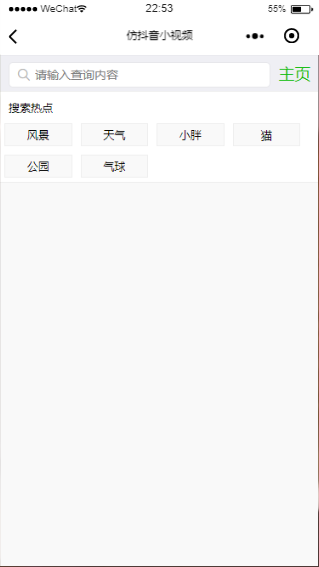 WeChat 22:53 55%
仿抖音小视频
请输入查询内容 主页
搜索热点
风景 天气 小胖 猫
公园 气球